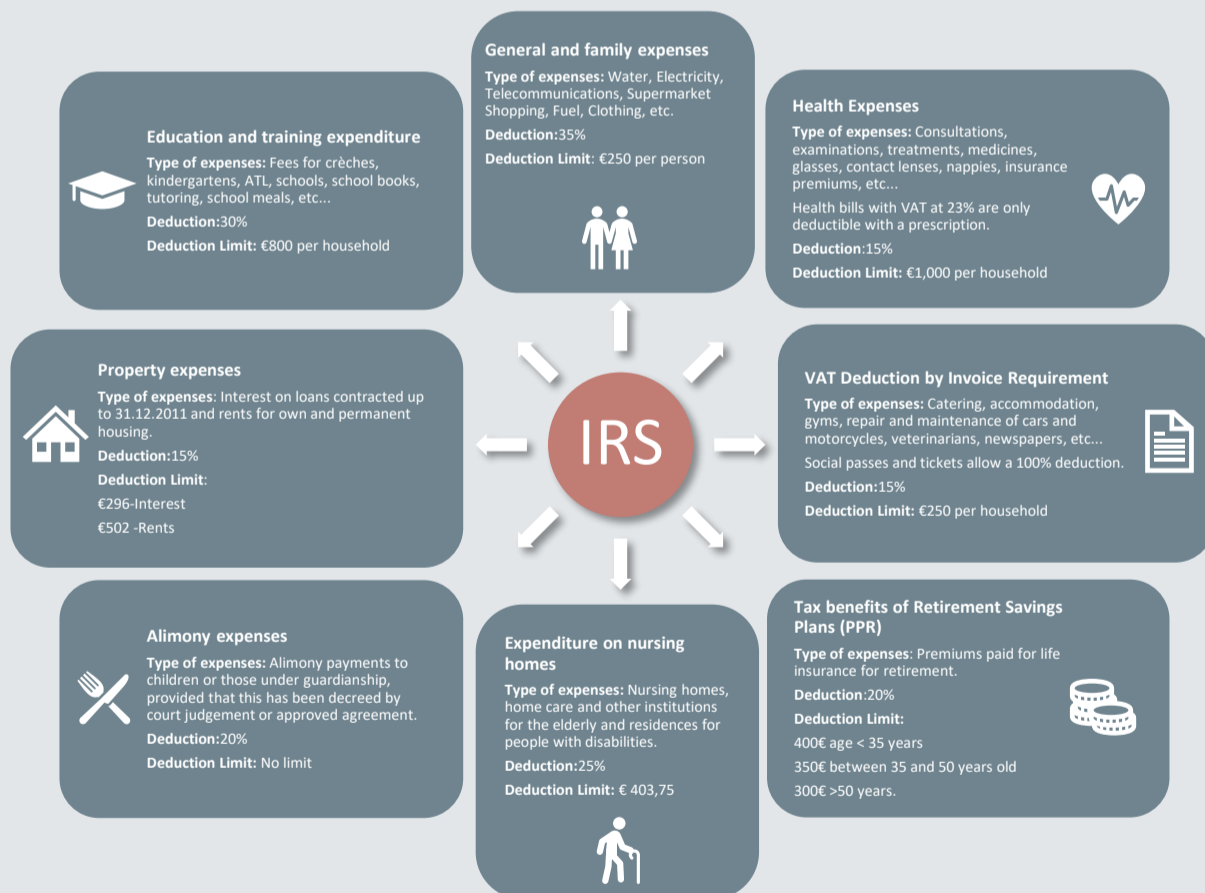 General and family expenses
Type of expenses: Water, Electricity,
Telecommunications, Supermarket
Shopping, Fuel, Clothing, etc.
Deduction:35%
Deduction Limit: €250 per person
Education and training expenditure
Type of expenses: Fees for crèches,
kindergartens, ATL, schools, school books,
tutoring, school meals, etc...
Deduction:30%
Deduction Limit: €800 per household
Health Expenses
Type of expenses: Consultations,
examinations, treatments, medicines,
glasses, contact lenses, nappies, insurance
premiums, etc...
Health bills with VAT at 23% are only
deductible with a prescription.
Deduction:15%
Deduction Limit: €1,000 per household
Property expenses
Type of expenses: Interest on loans contracted up
to 31.12.2011 and rents for own and permanent
housing.
Deduction:15%
Deduction Limit:
€296-Interest
€502 -Rents
IRS
VAT Deduction by Invoice Requirement
Type of expenses: Catering, accommodation,
gyms, repair and maintenance of cars and
motorcycles, veterinarians, newspapers, etc...
Social passes and tickets allow a 100% deduction.
Deduction:15%
Deduction Limit: €250 per household
Alimony expenses
Type of expenses: Alimony payments to
children or those under guardianship,
provided that this has been decreed by
court judgement or approved agreement.
Deduction:20%
Deduction Limit: No limit
Expenditure on nursing
homes
Type of expenses: Nursing homes,
home care and other institutions
for the elderly and residences for
people with disabilities.
Deduction:25%
Deduction Limit: € 403,75
Tax benefits of Retirement Savings
Plans (PPR)
Type of expenses: Premiums paid for life
insurance for retirement.
Deduction:20%
Deduction Limit:
400€ age < 35 years
350€ between 35 and 50 years old
300€ >50 years.